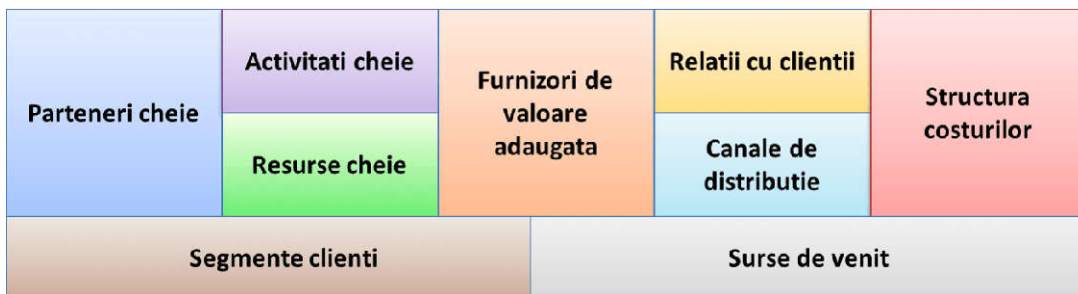 Parteneri cheie
Activitati cheie
Resurse cheie
Furnizori de
valoare
adaugata
Relatii cu clientii
Canale de
distributie
Structura
costurilor
Segmente clienti
Surse de venit